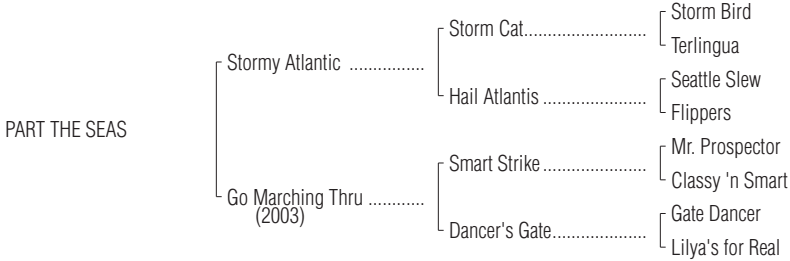 Storm Bird
Storm Cat..........................
Terlingua
Stormy Atlantic ................
Seattle Slew
Hail Atlantis ......................
Flippers
PART THE SEAS
Mr. Prospector
Smart Strike......................
Classy 'n Smart
Go Marching Thru ............
(2003)
Gate Dancer
Dancer's Gate....................
Lilya's for Real